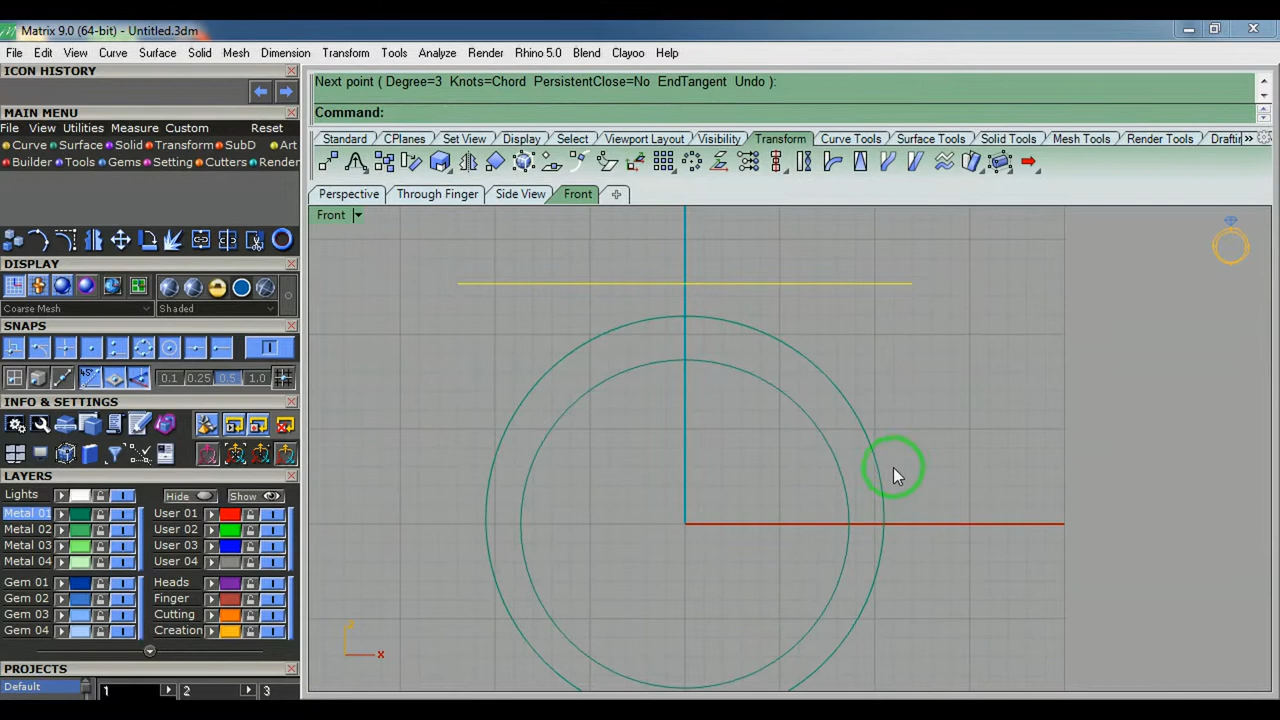 Matrix 9.0 (64-bit) - Untitled.3dm
File Edit View Curve Surface Solid Mesh Dimension Transform Tools Analyze Render Rhino 5.0 Blend Clayoo Help
ICON HISTORY
Next point ( Degree=3 Knots=Chord PersistentClose=No EndTangent Undo ):
Command:
MAIN MENU
File View Utilities Measure Custom Reset
Curve Surface Solid Transform SubD Art
Builder Tools Gems Setting Cutters Render
Standard CPlanes Set View Display Select Viewport Layout Visibility Transform Curve Tools Surface Tools Solid Tools Mesh Tools Render Tools Draftin »
Perspective Through Finger Side View Front
Front
DISPLAY
Coarse Mesh Shaded
SNAPS
45° 0.1 0.25 0.5 1.0
INFO & SETTINGS
LAYERS
Lights Hide Show
Metal 01 User 01
Metal 02 User 02
Metal 03 User 03
Metal 04 User 04
Gem 01 Heads
Gem 02 Finger
Gem 03 Cutting
Gem 04 Creation
PROJECTS
Default 1 2 3
x